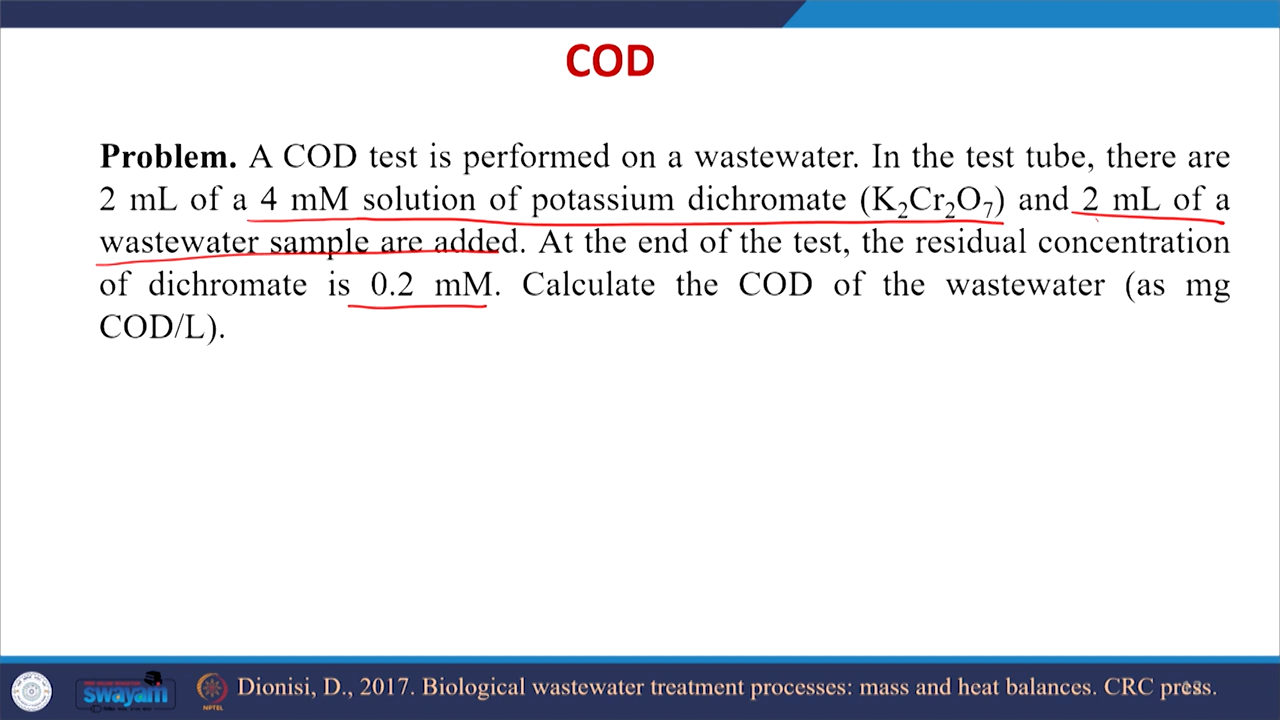 COD
Problem. A COD test is performed on a wastewater. In the test tube, there are
2 mL of a 4 mM solution of potassium dichromate (K₂Cr₂O₇) and 2 mL of a
wastewater sample are added. At the end of the test, the residual concentration
of dichromate is 0.2 mM. Calculate the COD of the wastewater (as mg
COD/L).
swayam
NPTEL
Dionisi, D., 2017. Biological wastewater treatment processes: mass and heat balances. CRC press.